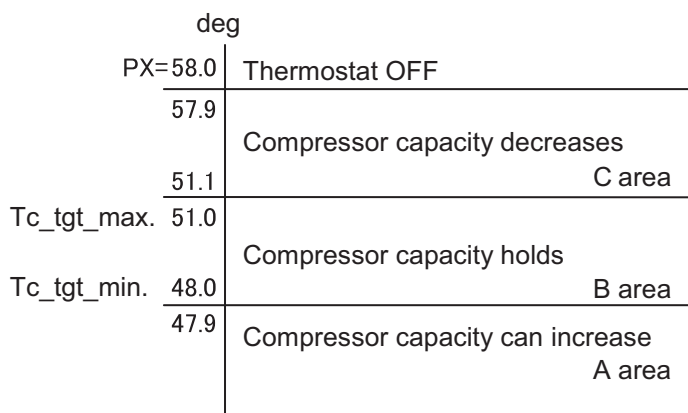 deg
PX=58.0 Thermostat OFF
57.9
Compressor capacity decreases
51.1 C area
Tc_tgt_max. 51.0
Compressor capacity holds
Tc_tgt_min. 48.0 B area
47.9
Compressor capacity can increase
A area